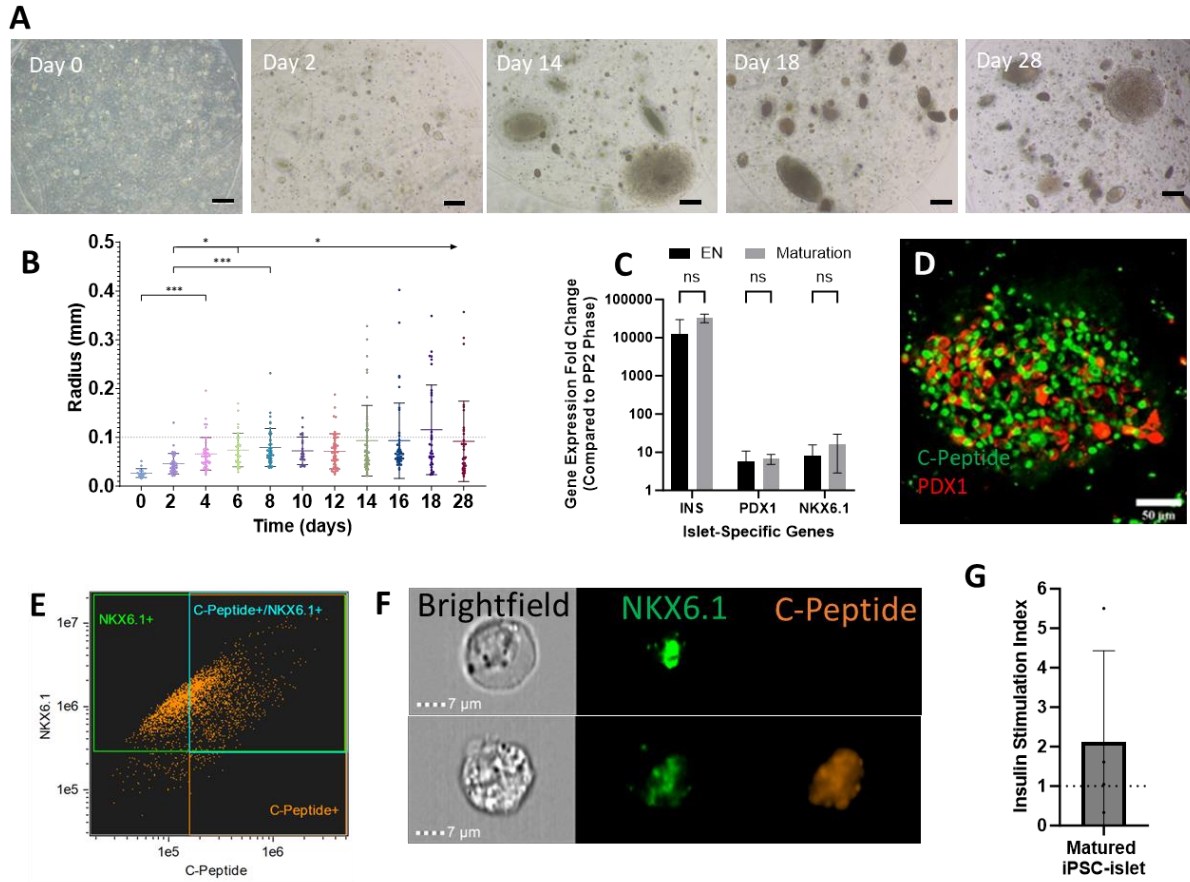 A
Day 0
Day 2
Day 14
Day 18
Day 28
B
Radius (mm)
0.5
0.4
0.3
0.2
0.1
0.0
*
*
***
***
0 2 4 6 8 10 12 14 16 18 28
Time (days)
C
EN Maturation
ns ns ns
Gene Expression Fold Change
(Compared to PP2 Phase)
100000
10000
1000
100
10
1
INS PDX1 NKX6.1
Islet-Specific Genes
D
C-Peptide
PDX1
50 μm
E
NKX6.1+
C-Peptide+/NKX6.1+
C-Peptide+
NKX6.1
1e7
1e6
1e5
1e5 1e6
C-Peptide
F
Brightfield NKX6.1 C-Peptide
7 μm
7 μm
G
Insulin Stimulation Index
6
5
4
3
2
1
0
Matured
iPSC-islet